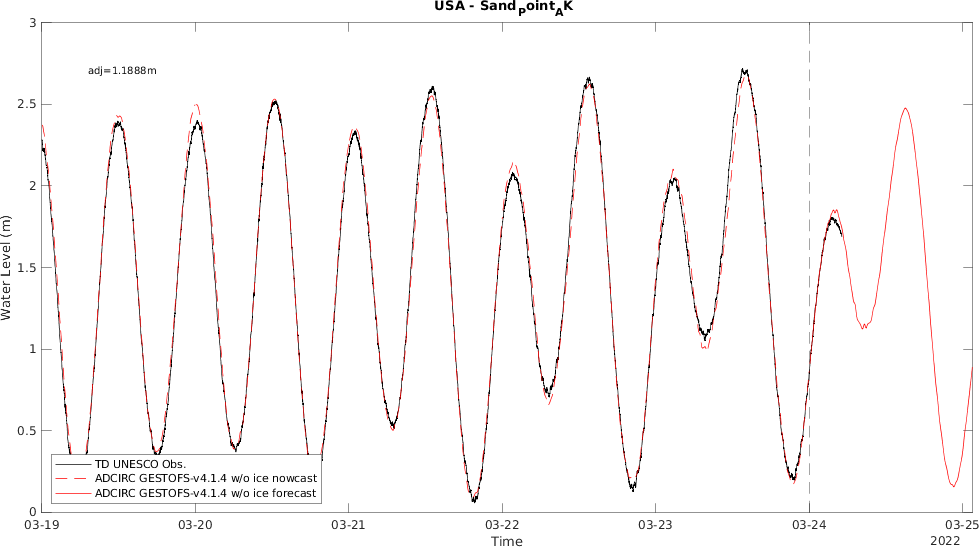 USA - Sand_Point_AK
3
adj=1.1888m
2.5
2
1.5
1
0.5
0
Water Level (m)
TD UNESCO Obs.
ADCIRC GESTOFS-v4.1.4 w/o ice nowcast
ADCIRC GESTOFS-v4.1.4 w/o ice forecast
03-19 03-20 03-21 03-22 03-23 03-24 03-25
Time
2022